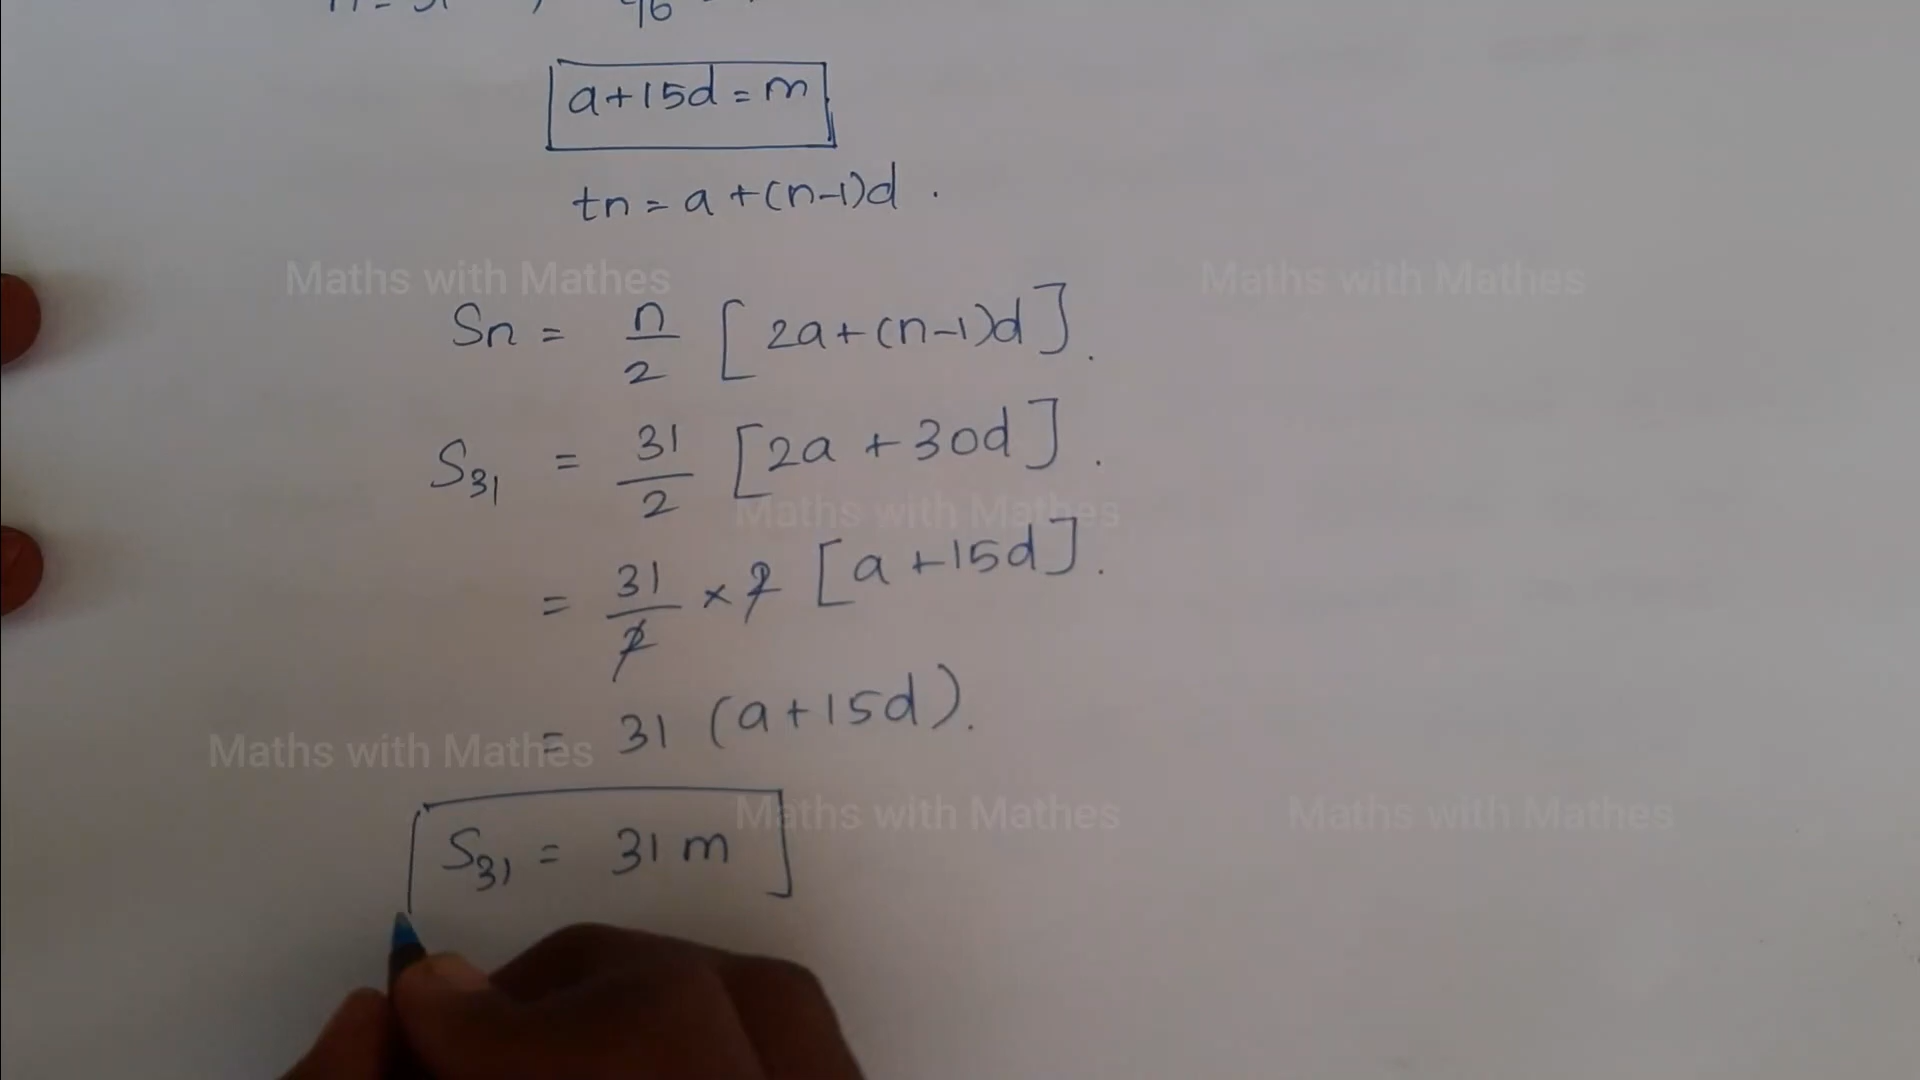 a+15d = m
tn = a +(n-1)d .
Maths with Mathes Maths with Mathes
Sn = n/2 [2a+(n-1)d].
S31 = 31/2 [2a +30d].
Maths with Mathes
= 31/2 × 2 [a +15d].
= 31 (a+15d).
Maths with Mathes
Maths with Mathes Maths with Mathes
S31 = 31 m